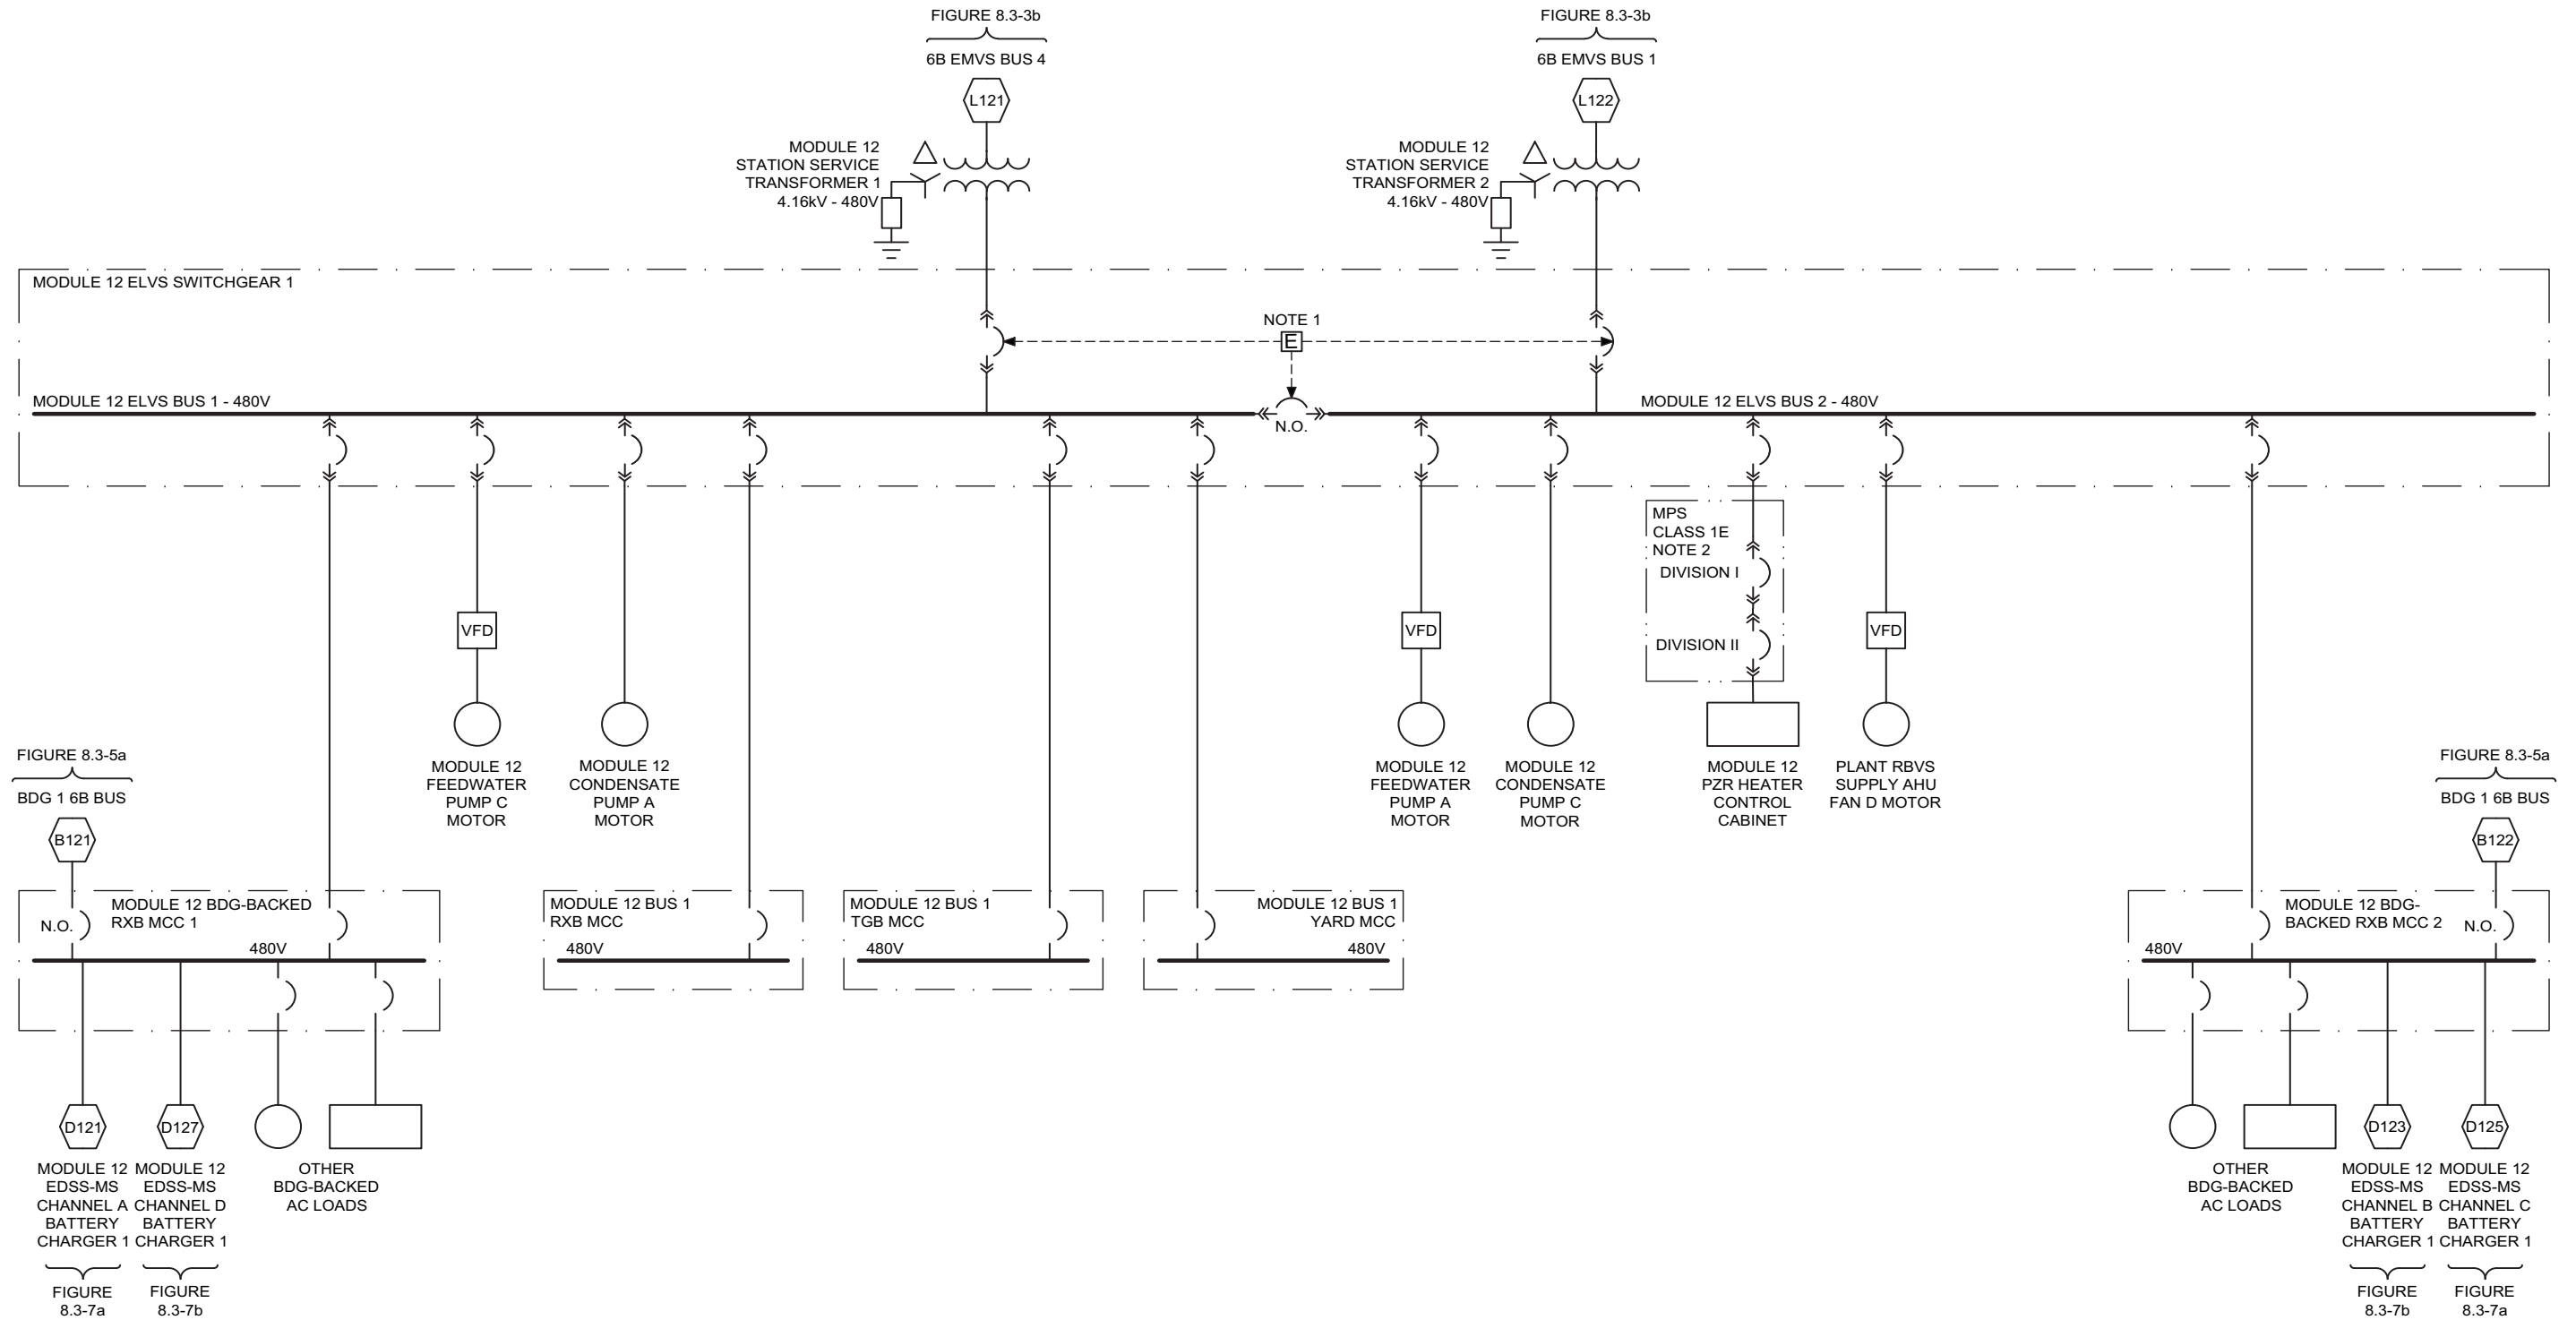 FIGURE 8.3-3b
6B EMVS BUS 4
L121
MODULE 12
STATION SERVICE
TRANSFORMER 1
4.16kV - 480V
FIGURE 8.3-3b
6B EMVS BUS 1
L122
MODULE 12
STATION SERVICE
TRANSFORMER 2
4.16kV - 480V
MODULE 12 ELVS SWITCHGEAR 1
NOTE 1
E
MODULE 12 ELVS BUS 1 - 480V
N.O.
MODULE 12 ELVS BUS 2 - 480V
MPS
CLASS 1E
NOTE 2
DIVISION I
DIVISION II
VFD
VFD
VFD
MODULE 12
FEEDWATER
PUMP C
MOTOR
MODULE 12
CONDENSATE
PUMP A
MOTOR
MODULE 12
FEEDWATER
PUMP A
MOTOR
MODULE 12
CONDENSATE
PUMP C
MOTOR
MODULE 12
PZR HEATER
CONTROL
CABINET
PLANT RBVS
SUPPLY AHU
FAN D MOTOR
FIGURE 8.3-5a
BDG 1 6B BUS
B121
N.O.
MODULE 12 BDG-BACKED
RXB MCC 1
480V
MODULE 12 BUS 1
RXB MCC
480V
MODULE 12 BUS 1
TGB MCC
480V
MODULE 12 BUS 1
YARD MCC
480V
FIGURE 8.3-5a
BDG 1 6B BUS
B122
MODULE 12 BDG-
BACKED RXB MCC 2
N.O.
480V
D121
MODULE 12
EDSS-MS
CHANNEL A
BATTERY
CHARGER 1
FIGURE
8.3-7a
D127
MODULE 12
EDSS-MS
CHANNEL D
BATTERY
CHARGER 1
FIGURE
8.3-7b
OTHER
BDG-BACKED
AC LOADS
OTHER
BDG-BACKED
AC LOADS
D123
MODULE 12
EDSS-MS
CHANNEL B
BATTERY
CHARGER 1
FIGURE
8.3-7b
D125
MODULE 12
EDSS-MS
CHANNEL C
BATTERY
CHARGER 1
FIGURE
8.3-7a